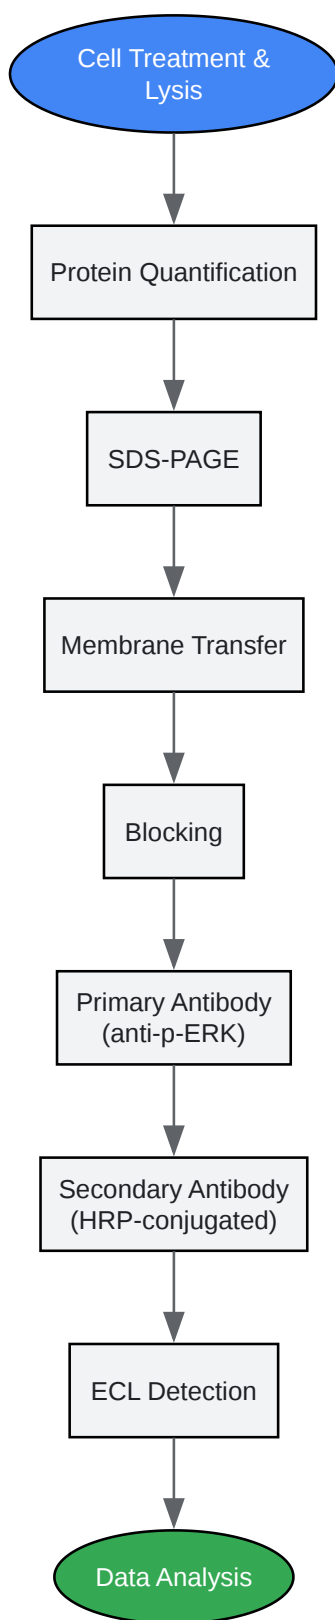 Cell Treatment &
Lysis
Protein Quantification
SDS-PAGE
Membrane Transfer
Blocking
Primary Antibody
(anti-p-ERK)
Secondary Antibody
(HRP-conjugated)
ECL Detection
Data Analysis